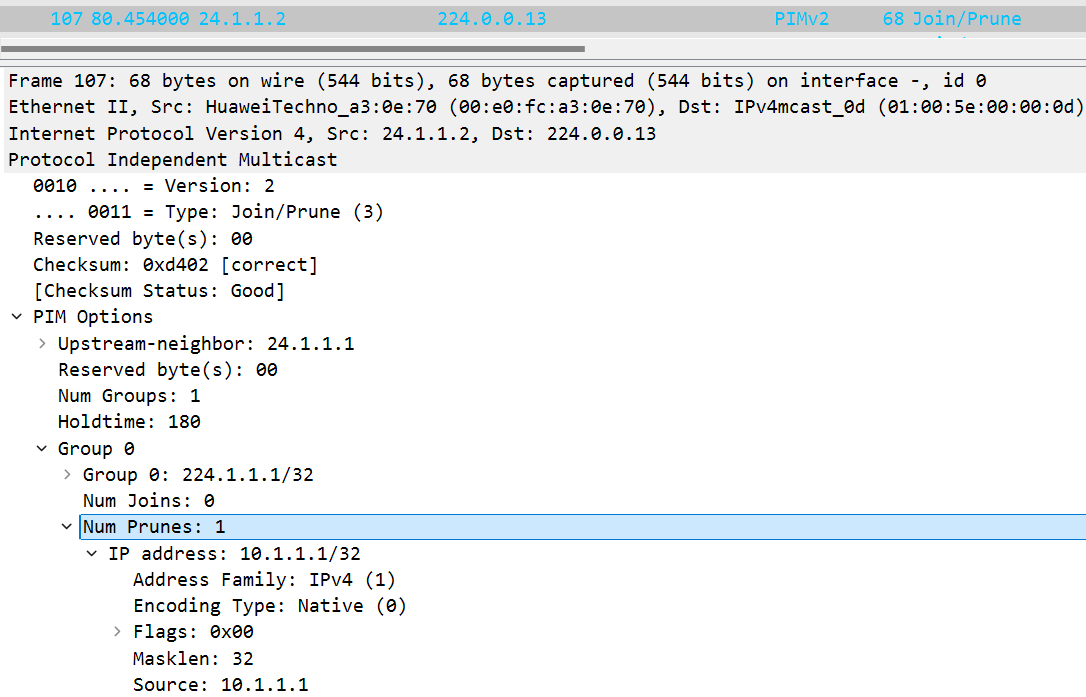 107 80.454000 24.1.1.2 224.0.0.13 PIMv2 68 Join/Prune
Frame 107: 68 bytes on wire (544 bits), 68 bytes captured (544 bits) on interface -, id 0
Ethernet II, Src: HuaweiTechno_a3:0e:70 (00:e0:fc:a3:0e:70), Dst: IPv4mcast_0d (01:00:5e:00:00:0d)
Internet Protocol Version 4, Src: 24.1.1.2, Dst: 224.0.0.13
Protocol Independent Multicast
0010 .... = Version: 2
.... 0011 = Type: Join/Prune (3)
Reserved byte(s): 00
Checksum: 0xd402 [correct]
[Checksum Status: Good]
PIM Options
Upstream-neighbor: 24.1.1.1
Reserved byte(s): 00
Num Groups: 1
Holdtime: 180
Group 0
Group 0: 224.1.1.1/32
Num Joins: 0
Num Prunes: 1
IP address: 10.1.1.1/32
Address Family: IPv4 (1)
Encoding Type: Native (0)
Flags: 0x00
Masklen: 32
Source: 10.1.1.1